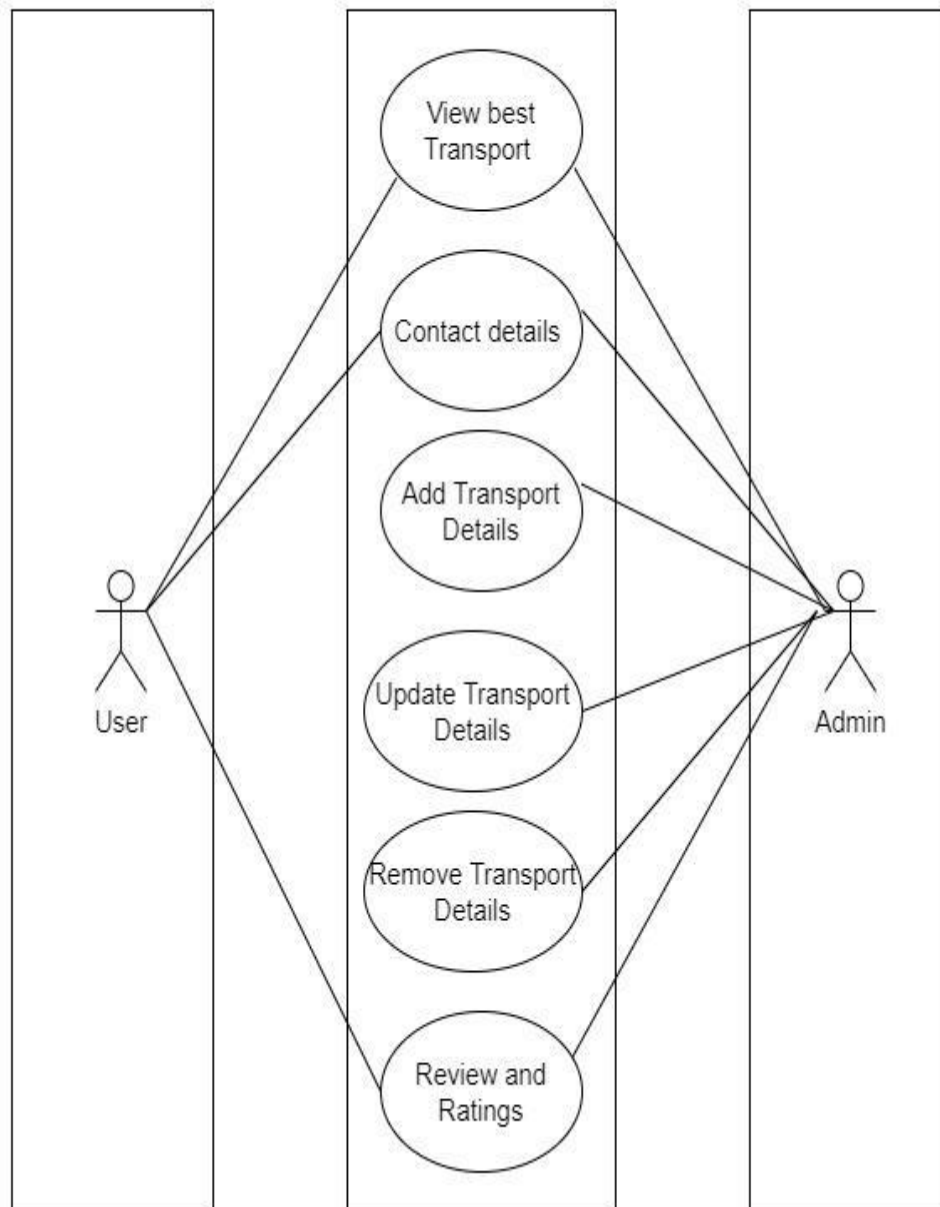 View best
Transport
Contact details
Add Transport
Details
Update Transport
Details
Remove Transport
Details
Review and
Ratings
User
Admin